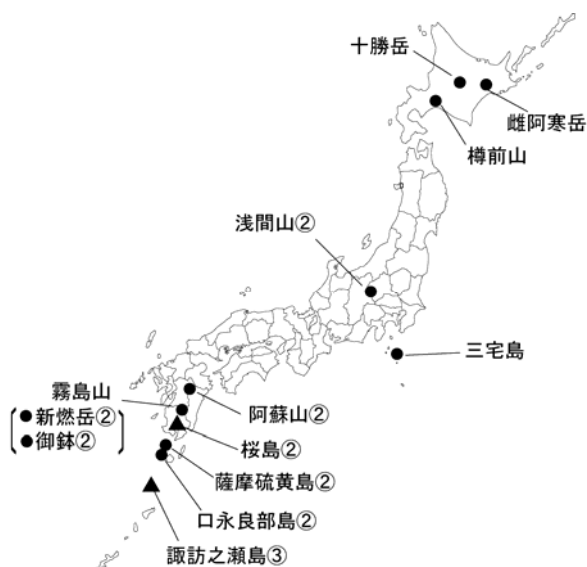 十勝岳
雌阿寒岳
樽前山
浅間山②
三宅島
霧島山
●新燃岳②
●御鉢②
阿蘇山②
桜島②
薩摩硫黄島②
口永良部島②
諏訪之瀬島③